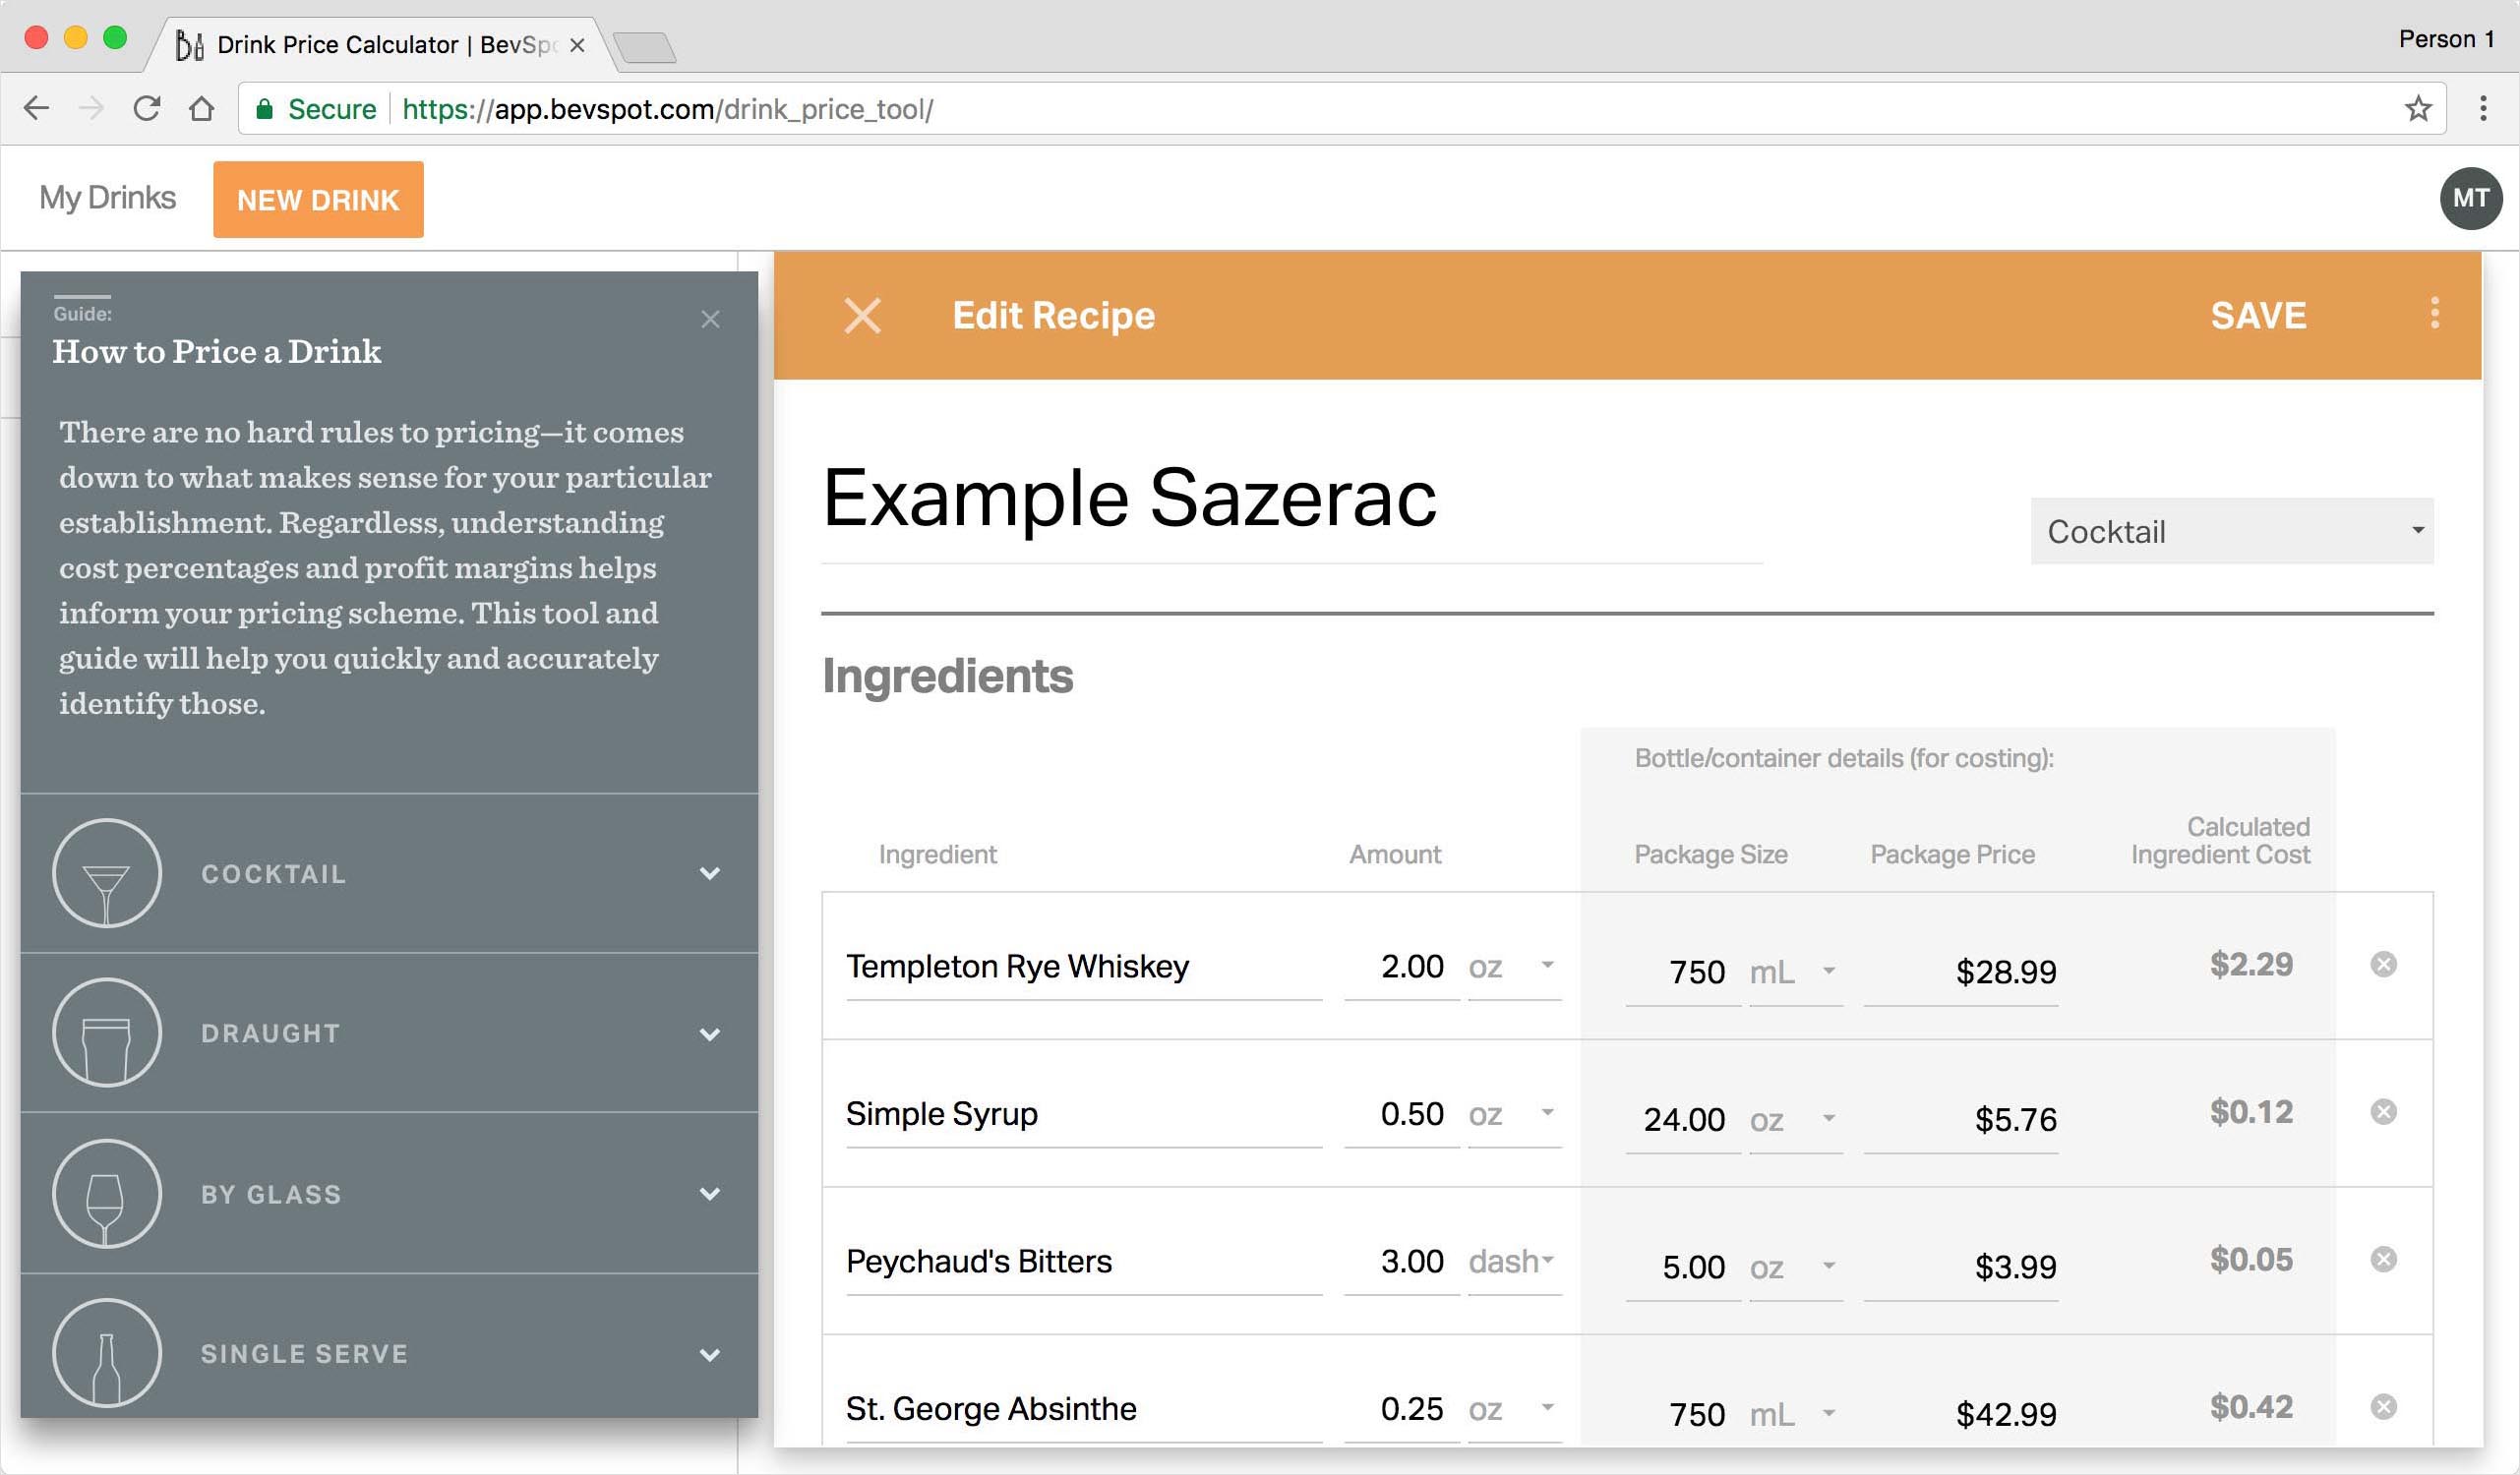 Drink Price Calculator | BevSpo
Person 1
Secure
https://app.bevspot.com/drink_price_tool/
My Drinks
NEW DRINK
MT
Guide:
How to Price a Drink
There are no hard rules to pricing—it comes
down to what makes sense for your particular
establishment. Regardless, understanding
cost percentages and profit margins helps
inform your pricing scheme. This tool and
guide will help you quickly and accurately
identify those.
COCKTAIL
DRAUGHT
BY GLASS
SINGLE SERVE
Edit Recipe
SAVE
Example Sazerac
Cocktail
Ingredients
Bottle/container details (for costing):
Ingredient Amount Package Size Package Price Calculated
Ingredient Cost
Templeton Rye Whiskey 2.00 oz 750 mL $28.99 $2.29
Simple Syrup 0.50 oz 24.00 oz $5.76 $0.12
Peychaud's Bitters 3.00 dash 5.00 oz $3.99 $0.05
St. George Absinthe 0.25 oz 750 mL $42.99 $0.42